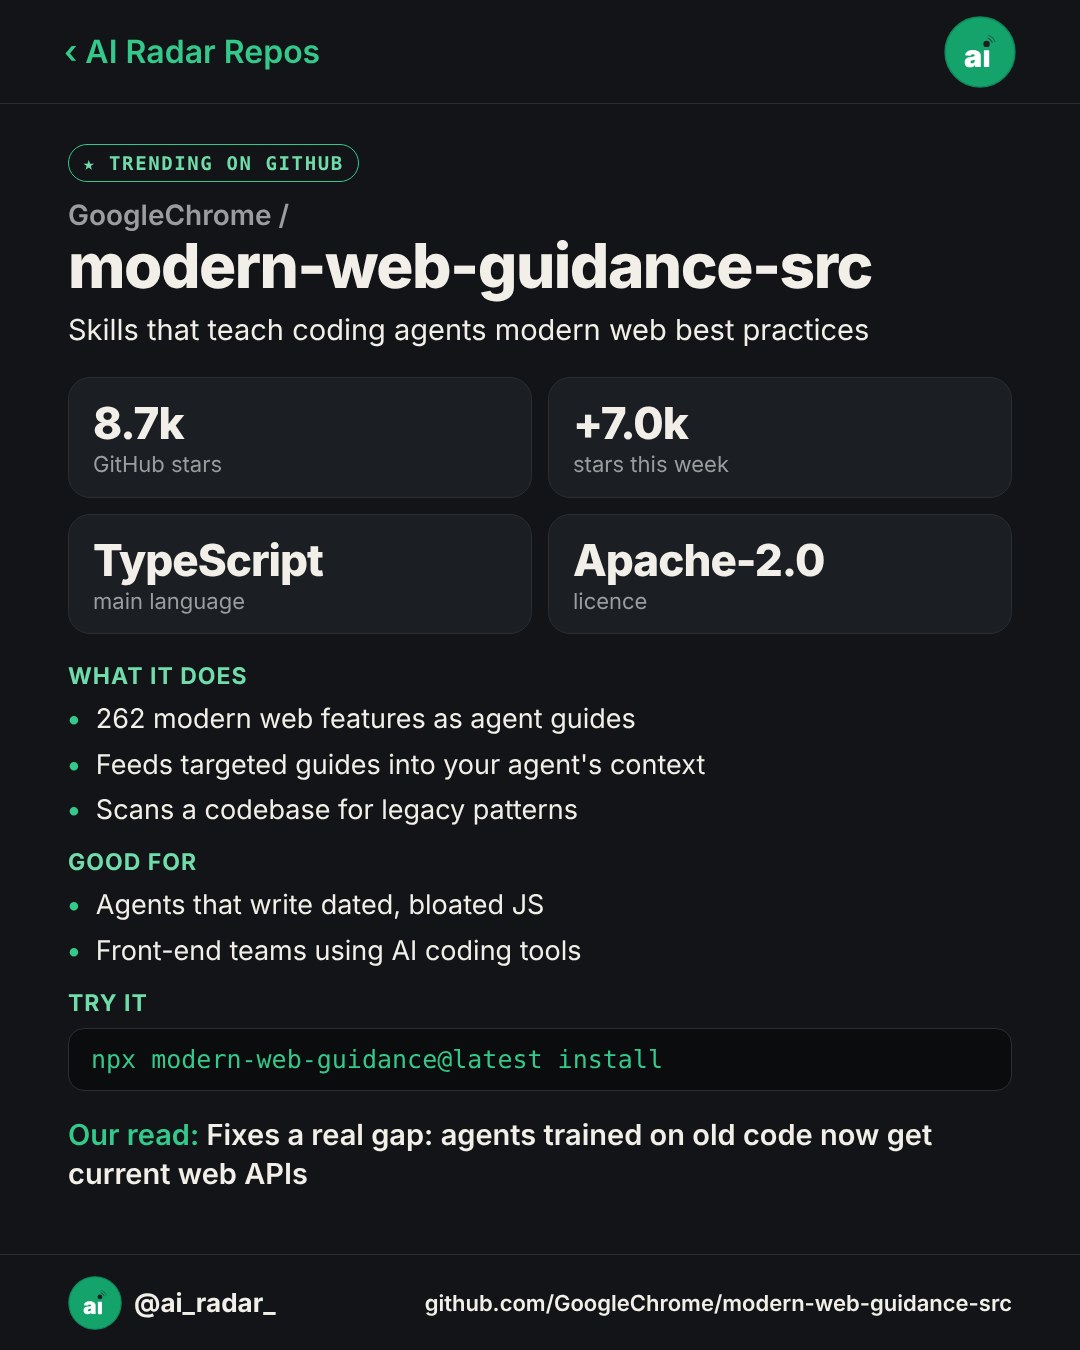 ‹ AI Radar Repos
ai
★ TRENDING ON GITHUB
GoogleChrome /
modern-web-guidance-src
Skills that teach coding agents modern web best practices
8.7k
GitHub stars
+7.0k
stars this week
TypeScript
main language
Apache-2.0
licence
WHAT IT DOES
• 262 modern web features as agent guides
• Feeds targeted guides into your agent's context
• Scans a codebase for legacy patterns
GOOD FOR
• Agents that write dated, bloated JS
• Front-end teams using AI coding tools
TRY IT
npx modern-web-guidance@latest install
Our read: Fixes a real gap: agents trained on old code now get
current web APIs
ai
@ai_radar_
github.com/GoogleChrome/modern-web-guidance-src